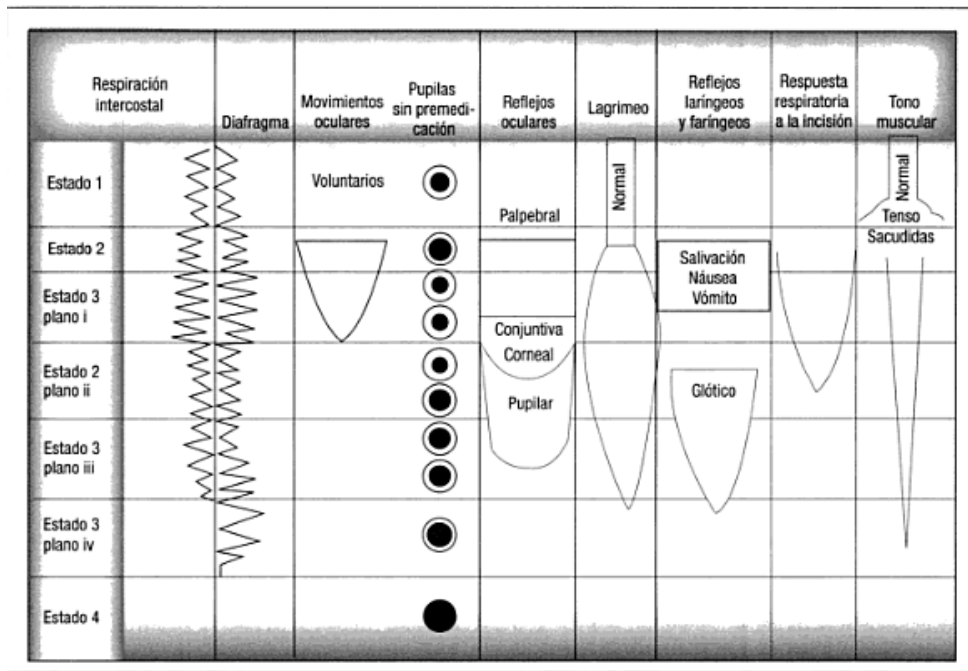 Respiración
intercostal
Diafragma
Movimientos
oculares
Pupilas
sin premedi-
cación
Reflejos
oculares
Lagrimeo
Reflejos
laríngeos
y faríngeos
Respuesta
respiratoria
a la incisión
Tono
muscular
Estado 1
Voluntarios
Palpebral
Normal
Normal
Tenso
Estado 2
Salivación
Náusea
Vómito
Sacudidas
Estado 3
plano i
Conjuntiva
Estado 2
plano ii
Corneal
Pupilar
Glótico
Estado 3
plano iii
Estado 3
plano iv
Estado 4